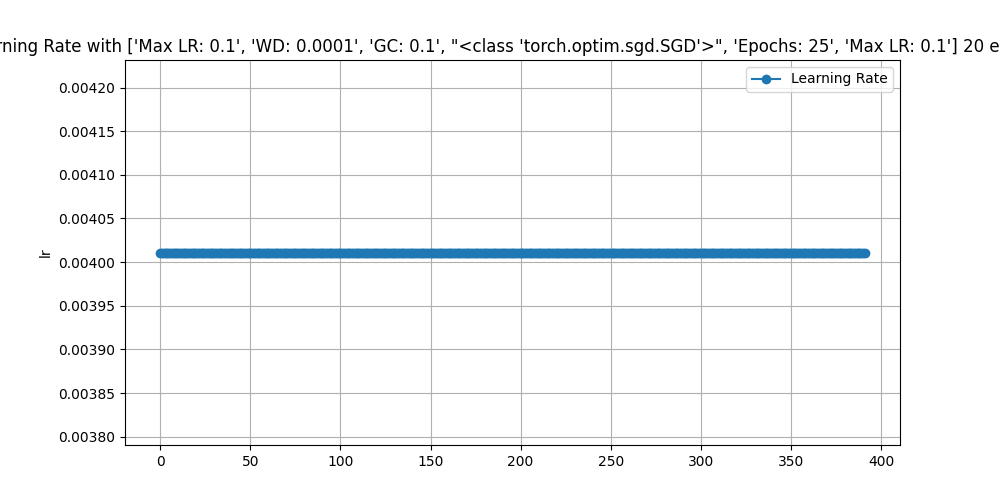 rning Rate with ['Max LR: 0.1', 'WD: 0.0001', 'GC: 0.1', "<class 'torch.optim.sgd.SGD'>", 'Epochs: 25', 'Max LR: 0.1'] 20 e
Learning Rate
0.00420
0.00415
0.00410
0.00405
0.00400
0.00395
0.00390
0.00385
0.00380
lr
0 50 100 150 200 250 300 350 400